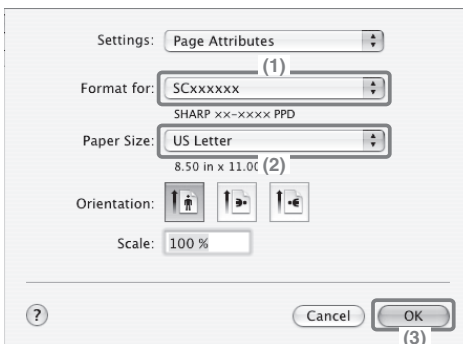 Settings: Page Attributes
(1)
Format for: SCxxxxxx
SHARP xx-xxxx PPD
Paper Size: US Letter
8.50 in x 11.00 (2)
Orientation:
Scale: 100 %
? Cancel OK
(3)